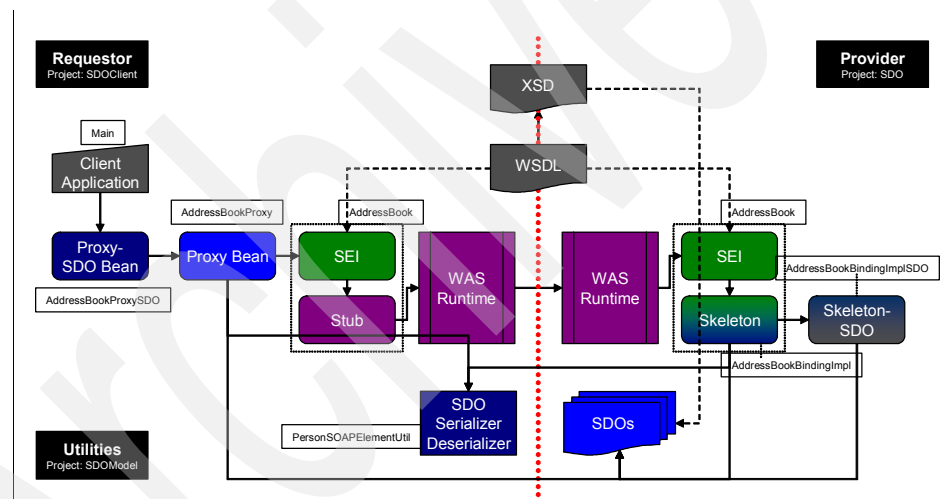 Requestor
Project: SDOClient
Provider
Project: SDO
XSD
Main
Client
Application
WSDL
AddressBookProxy
AddressBook
AddressBook
Proxy-
SDO Bean
Proxy Bean
SEI
WAS
Runtime
WAS
Runtime
SEI
AddressBookBindingImplSDO
AddressBookProxySDO
Stub
Skeleton
Skeleton-
SDO
AddressBookBindingImpl
SDO
Serializer
Deserializer
SDOs
PersonSOAPElementUtil
Utilities
Project: SDOModel